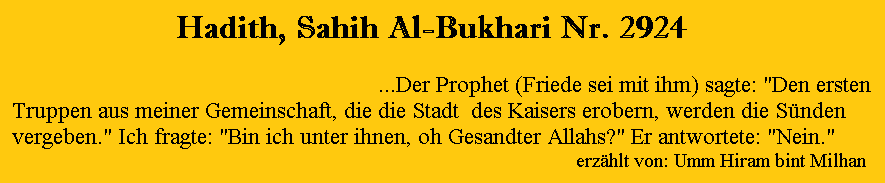 Hadith, Sahih Al-Bukhari Nr. 2924
...Der Prophet (Friede sei mit ihm) sagte: "Den ersten
Truppen aus meiner Gemeinschaft, die die Stadt des Kaisers erobern, werden die Sünden
vergeben." Ich fragte: "Bin ich unter ihnen, oh Gesandter Allahs?" Er antwortete: "Nein."
erzählt von: Umm Hiram bint Milhan